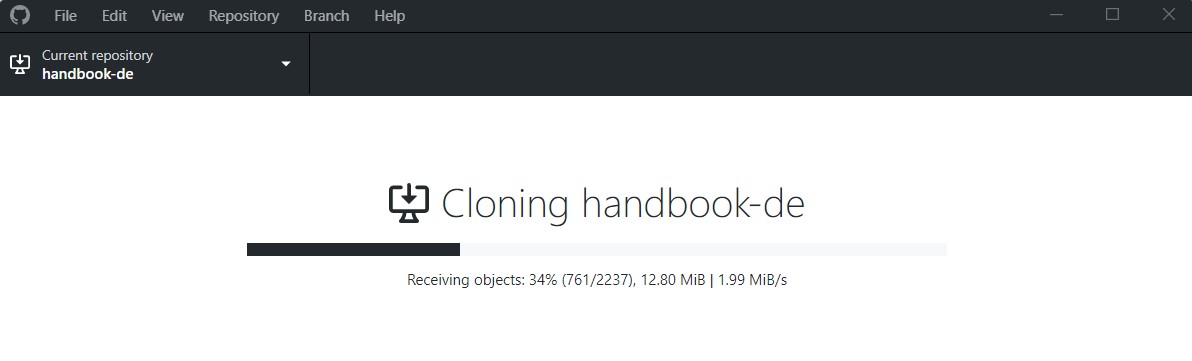 File Edit View Repository Branch Help
Current repository
handbook-de
Cloning handbook-de
Receiving objects: 34% (761/2237), 12.80 MiB | 1.99 MiB/s